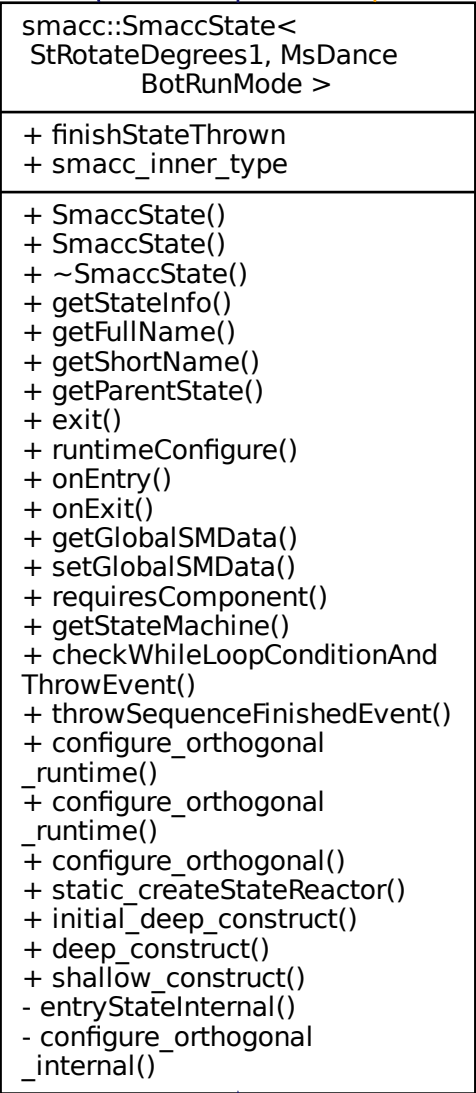 smacc::SmaccState<
StRotateDegrees1, MsDance
BotRunMode >
+ finishStateThrown
+ smacc_inner_type
+ SmaccState()
+ SmaccState()
+ ~SmaccState()
+ getStateInfo()
+ getFullName()
+ getShortName()
+ getParentState()
+ exit()
+ runtimeConfigure()
+ onEntry()
+ onExit()
+ getGlobalSMData()
+ setGlobalSMData()
+ requiresComponent()
+ getStateMachine()
+ checkWhileLoopConditionAnd
ThrowEvent()
+ throwSequenceFinishedEvent()
+ configure_orthogonal
_runtime()
+ configure_orthogonal
_runtime()
+ configure_orthogonal()
+ static_createStateReactor()
+ initial_deep_construct()
+ deep_construct()
+ shallow_construct()
- entryStateInternal()
- configure_orthogonal
_internal()